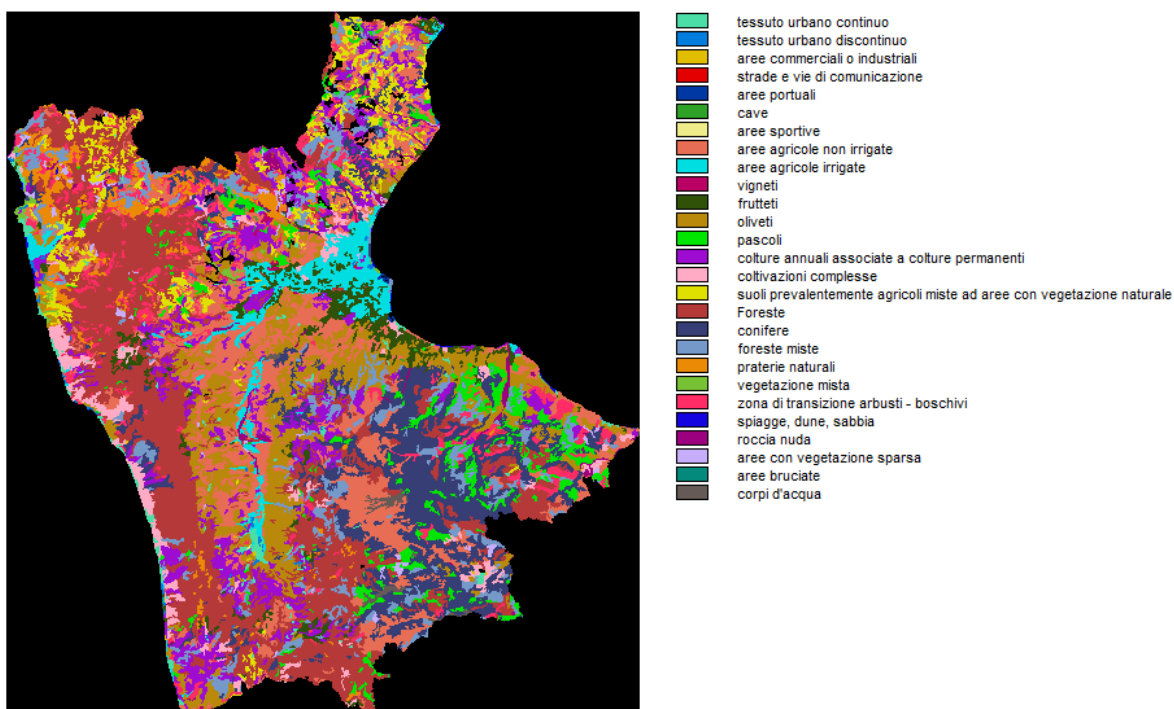 tessuto urbano continuo
tessuto urbano discontinuo
aree commerciali o industriali
strade e vie di comunicazione
aree portuali
cave
aree sportive
aree agricole non irrigate
aree agricole irrigate
vigneti
frutteti
oliveti
pascoli
colture annuali associate a colture permanenti
coltivazioni complesse
suoli prevalentemente agricoli miste ad aree con vegetazione naturale
Foreste
conifere
foreste miste
praterie naturali
vegetazione mista
zona di transizione arbusti - boschivi
spiagge, dune, sabbia
roccia nuda
aree con vegetazione sparsa
aree bruciate
corpi d'acqua